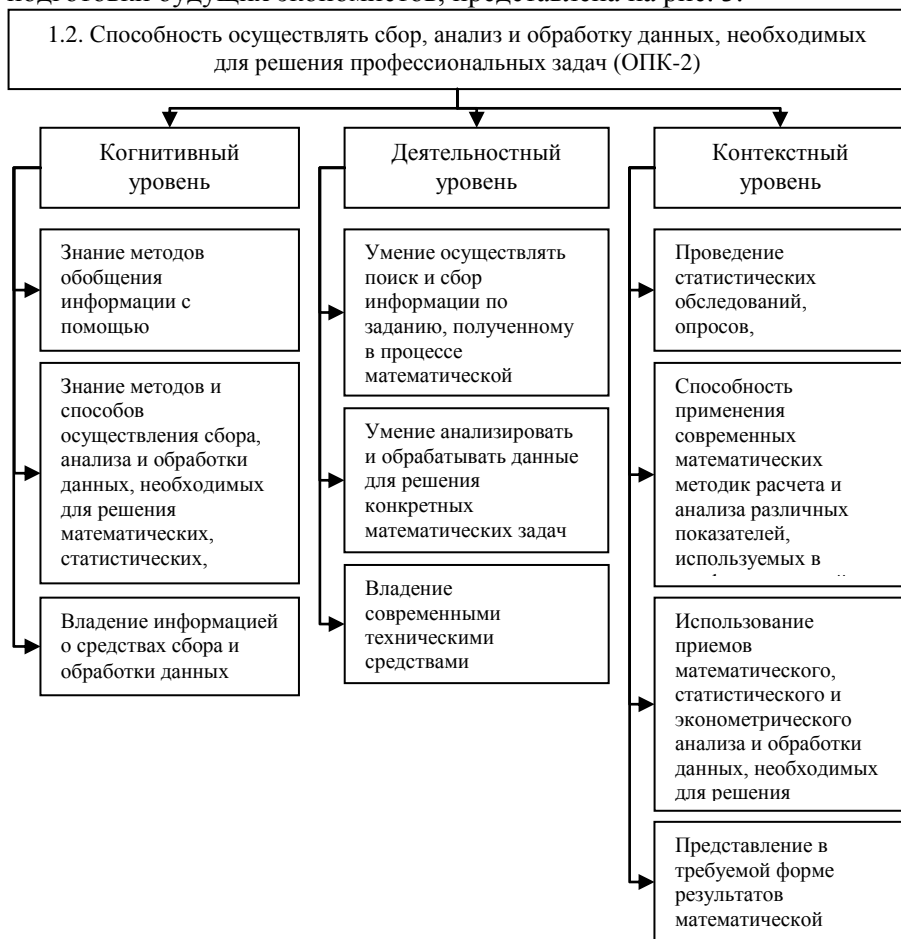 подготовки будущих экономистов, представлена на рис. 3.
1.2. Способность осуществлять сбор, анализ и обработку данных, необходимых
для решения профессиональных задач (ОПК-2)
Когнитивный
уровень
Знание методов
обобщения
информации с
помощью
Знание методов и
способов
осуществления сбора,
анализа и обработки
данных, необходимых
для решения
математических,
статистических,
Владение информацией
о средствах сбора и
обработки данных
Деятельностный
уровень
Умение осуществлять
поиск и сбор
информации по
заданию, полученному
в процессе
математической
Умение анализировать
и обрабатывать данные
для решения
конкретных
математических задач
Владение
современными
техническими
средствами
Контекстный
уровень
Проведение
статистических
обследований,
опросов,
Способность
применения
современных
математических
методик расчета и
анализа различных
показателей,
используемых в
Использование
приемов
математического,
статистического и
эконометрического
анализа и обработки
данных, необходимых
для решения
Представление в
требуемой форме
результатов
математической